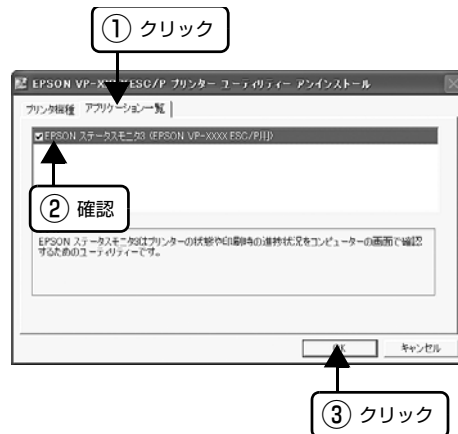 ① クリック
EPSON VP-XXXX ESC/P プリンター ユーティリティー アンインストール
プリンタ機種 アプリケーション一覧
EPSON ステータスモニタ3 (EPSON VP-XXXX ESC/P用)
② 確認
EPSON ステータスモニタ3はプリンターの状態や印刷時の進捗状況をコンピューターの画面で確認
するためのユーティリティーです。
OK キャンセル
③ クリック